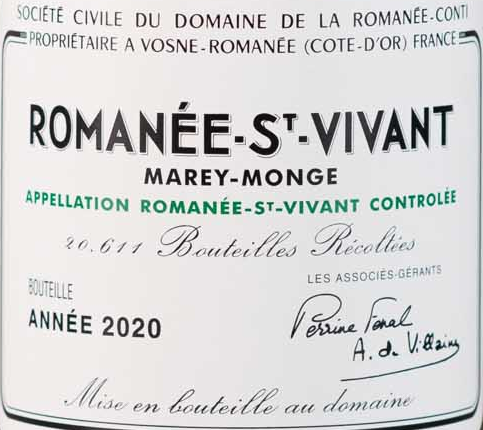 SOCIÉTÉ CIVILE DU DOMAINE DE LA ROMANÉE-CONTI
PROPRIÉTAIRE A VOSNE-ROMANÉE (COTE-D'OR) FRANCE
ROMANÉE-Sᵀ-VIVANT
MAREY-MONGE
APPELLATION ROMANÉE-Sᵀ-VIVANT CONTROLÉE
20.611 Bouteilles Récoltées
LES ASSOCIÉS-GÉRANTS
BOUTEILLE
ANNÉE 2020
Perrine Fenal
A. de Villaine
Mise en bouteille au domaine